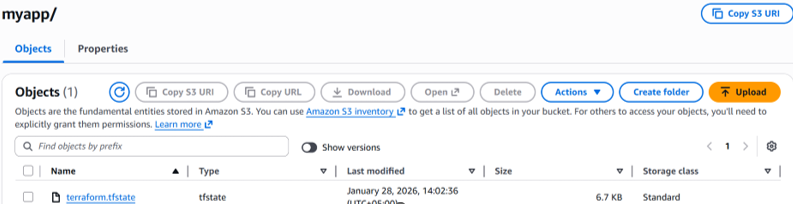 myapp/
Copy S3 URI
Objects
Properties
Objects (1)
Copy S3 URI
Copy URL
Download
Open
Delete
Actions
Create folder
Upload
Objects are the fundamental entities stored in Amazon S3. You can use Amazon S3 inventory to get a list of all objects in your bucket. For others to access your objects, you'll need to
explicitly grant them permissions. Learn more
Find objects by prefix
Show versions
1
Name
Type
Last modified
Size
Storage class
terraform.tfstate
tfstate
January 28, 2026, 14:02:36
6.7 KB
Standard